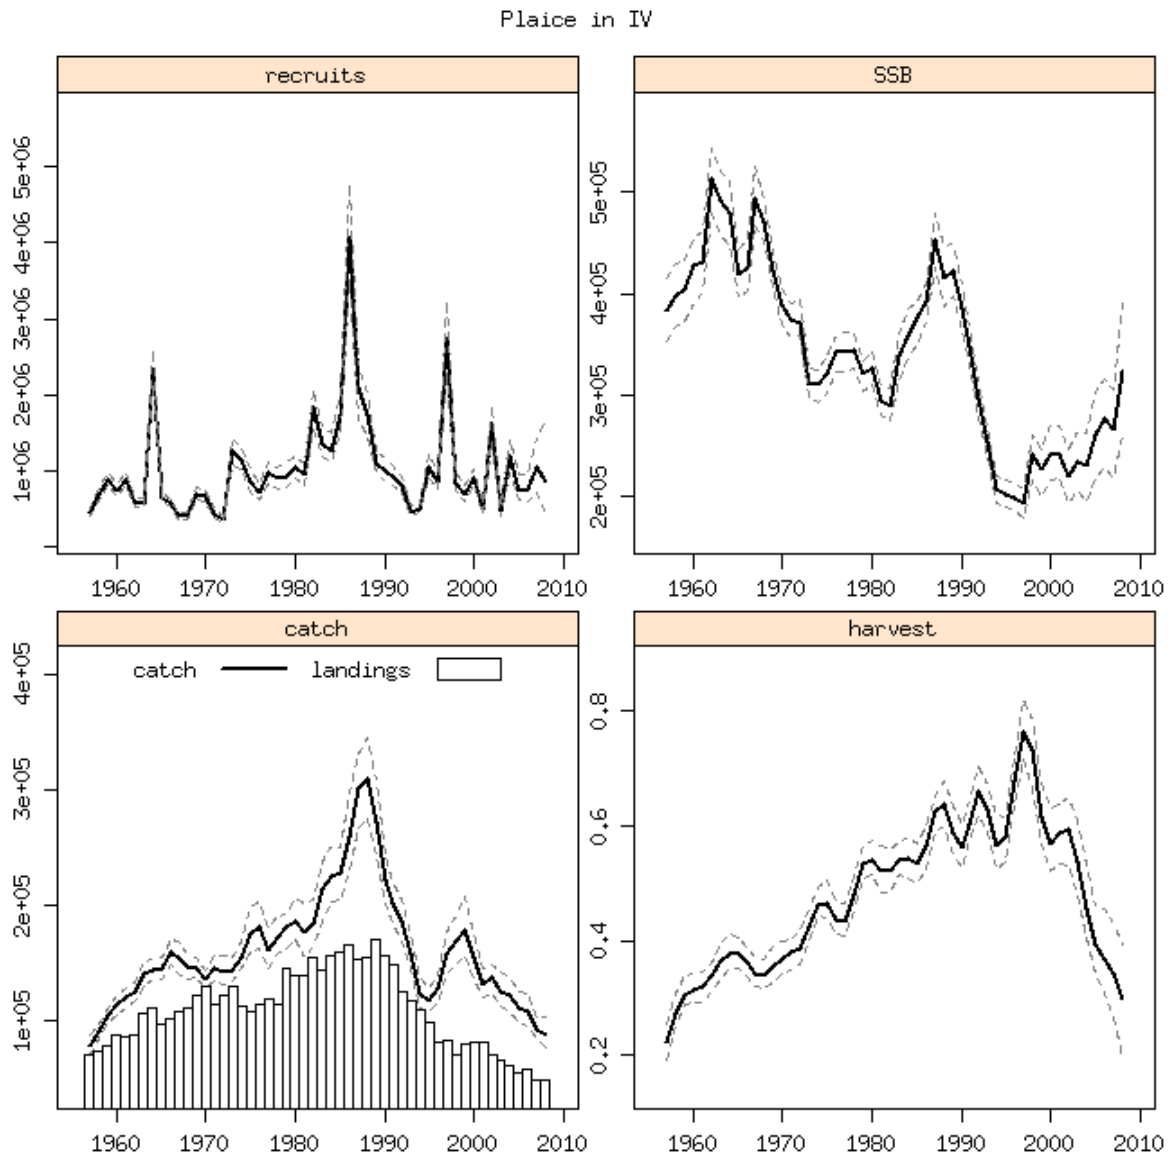 Plaice in IV
recruits
1e+06 2e+06 3e+06 4e+06 5e+06
1960 1970 1980 1990 2000 2010
SSB
2e+05 3e+05 4e+05 5e+05
1960 1970 1980 1990 2000 2010
catch
catch landings
1e+05 2e+05 3e+05 4e+05
1960 1970 1980 1990 2000 2010
harvest
0.2 0.4 0.6 0.8
1960 1970 1980 1990 2000 2010